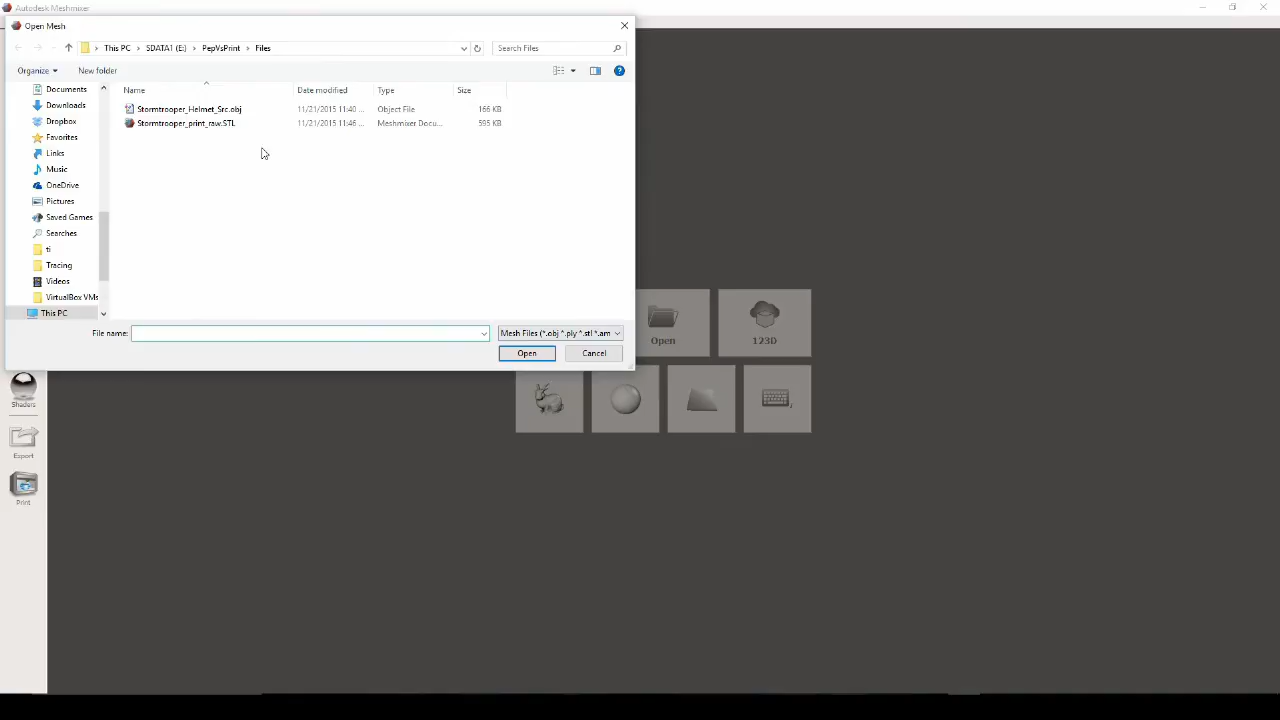 Autodesk Meshmixer
Open Mesh
This PC > SDATA1 (E:) > PepVsPrint > Files
Search Files
Organize
New folder
Name
Date modified
Type
Size
Stormtrooper_Helmet_Src.obj 11/21/2015 11:40 ... Object File 166 KB
Stormtrooper_print_raw.STL 11/21/2015 11:46 ... Meshmixer Docu... 595 KB
Documents
Downloads
Dropbox
Favorites
Links
Music
OneDrive
Pictures
Saved Games
Searches
ti
Tracing
Videos
VirtualBox VMs
This PC
File name:
Mesh Files (*.obj *.ply *.stl *.am
Open
Cancel
Open
123D
Shaders
Export
Print